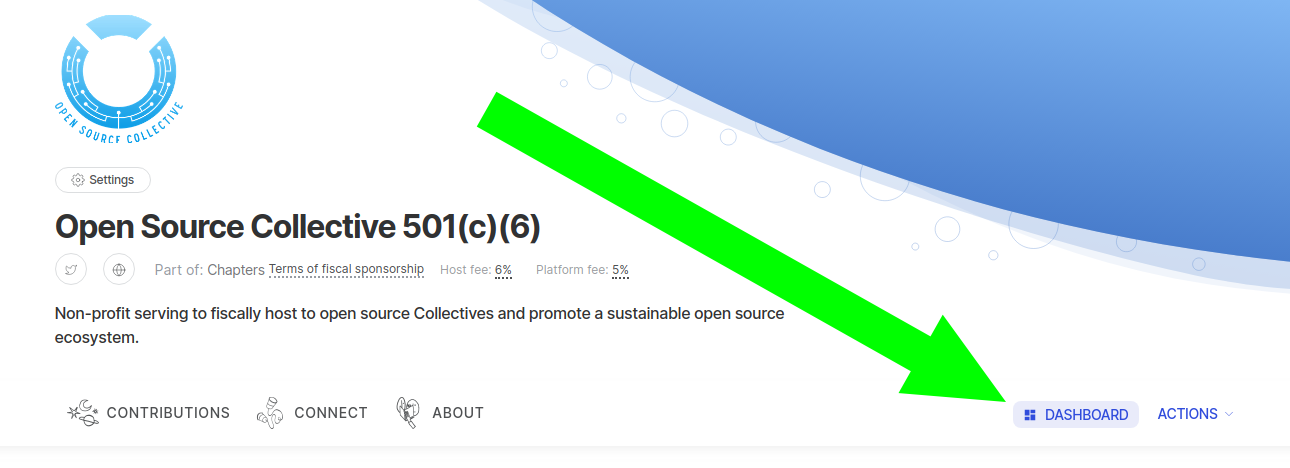 OPEN SOURCE COLLECTIVE
Settings
Open Source Collective 501(c)(6)
Part of: Chapters Terms of fiscal sponsorship Host fee: 6% Platform fee: 5%
Non-profit serving to fiscally host to open source Collectives and promote a sustainable open source
ecosystem.
CONTRIBUTIONS CONNECT ABOUT DASHBOARD ACTIONS